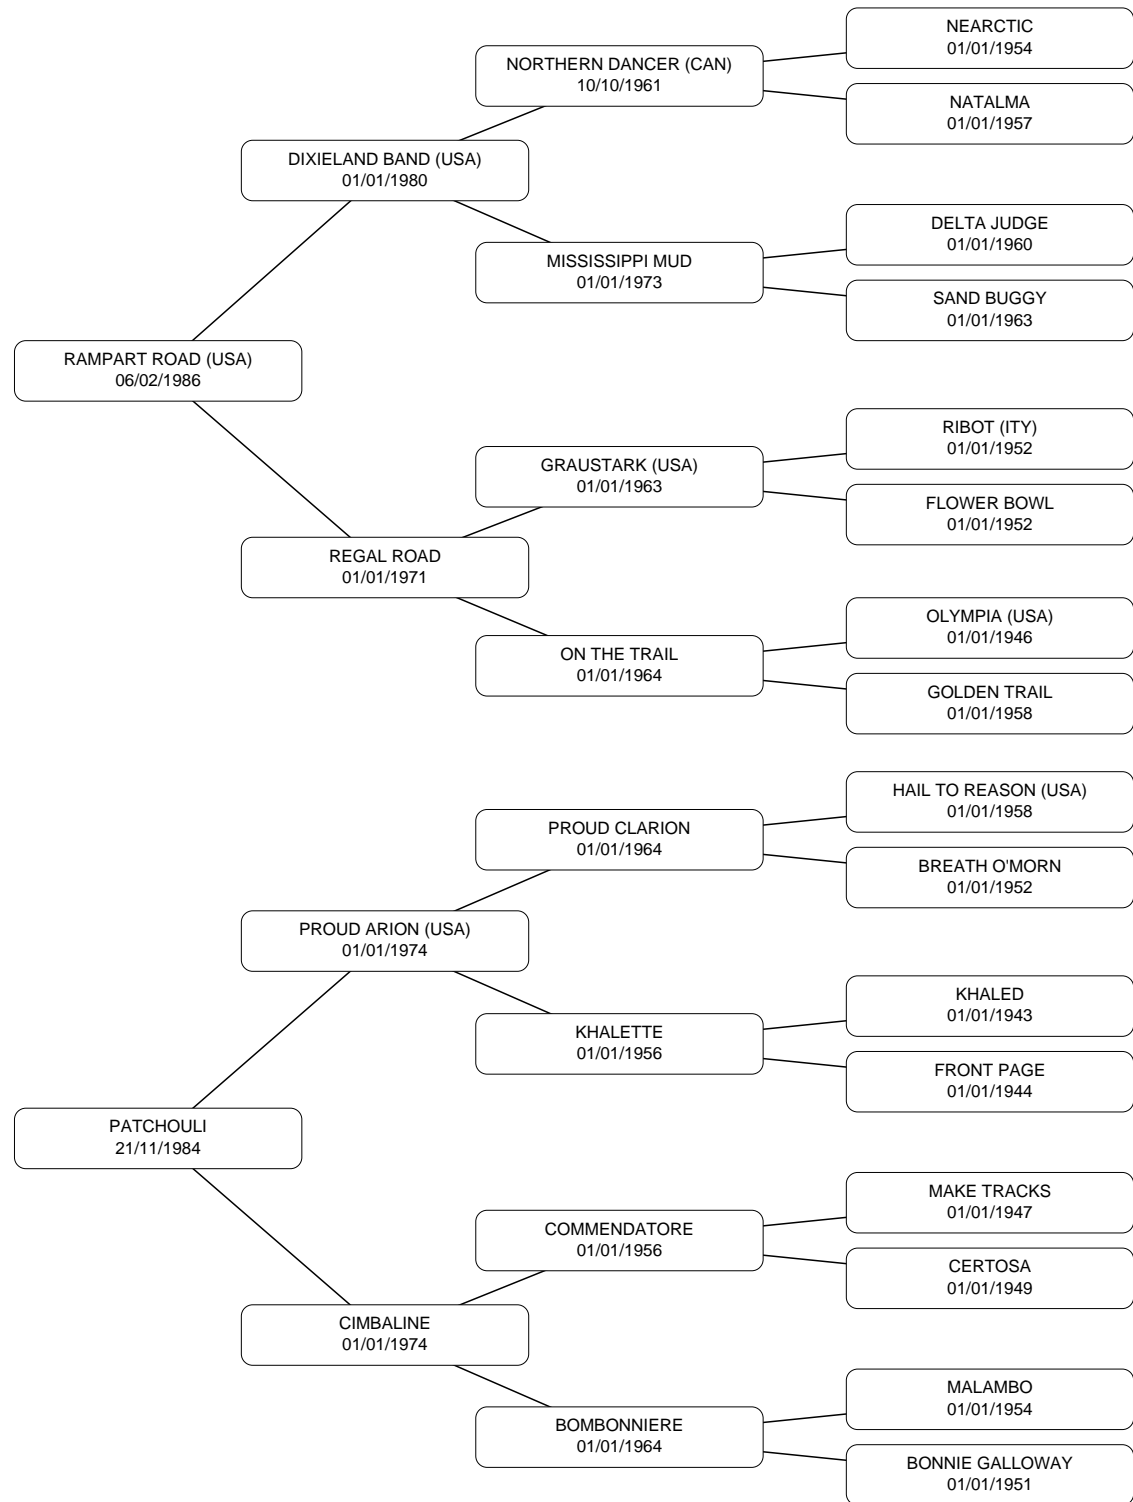 NEARCTIC
01/01/1954
NORTHERN DANCER (CAN)
10/10/1961
NATALMA
01/01/1957
DIXIELAND BAND (USA)
01/01/1980
DELTA JUDGE
01/01/1960
MISSISSIPPI MUD
01/01/1973
SAND BUGGY
01/01/1963
RAMPART ROAD (USA)
06/02/1986
RIBOT (ITY)
01/01/1952
GRAUSTARK (USA)
01/01/1963
FLOWER BOWL
01/01/1952
REGAL ROAD
01/01/1971
OLYMPIA (USA)
01/01/1946
ON THE TRAIL
01/01/1964
GOLDEN TRAIL
01/01/1958
HAIL TO REASON (USA)
01/01/1958
PROUD CLARION
01/01/1964
BREATH O'MORN
01/01/1952
PROUD ARION (USA)
01/01/1974
KHALED
01/01/1943
KHALETTE
01/01/1956
FRONT PAGE
01/01/1944
PATCHOULI
21/11/1984
MAKE TRACKS
01/01/1947
COMMENDATORE
01/01/1956
CERTOSA
01/01/1949
CIMBALINE
01/01/1974
MALAMBO
01/01/1954
BOMBONNIERE
01/01/1964
BONNIE GALLOWAY
01/01/1951